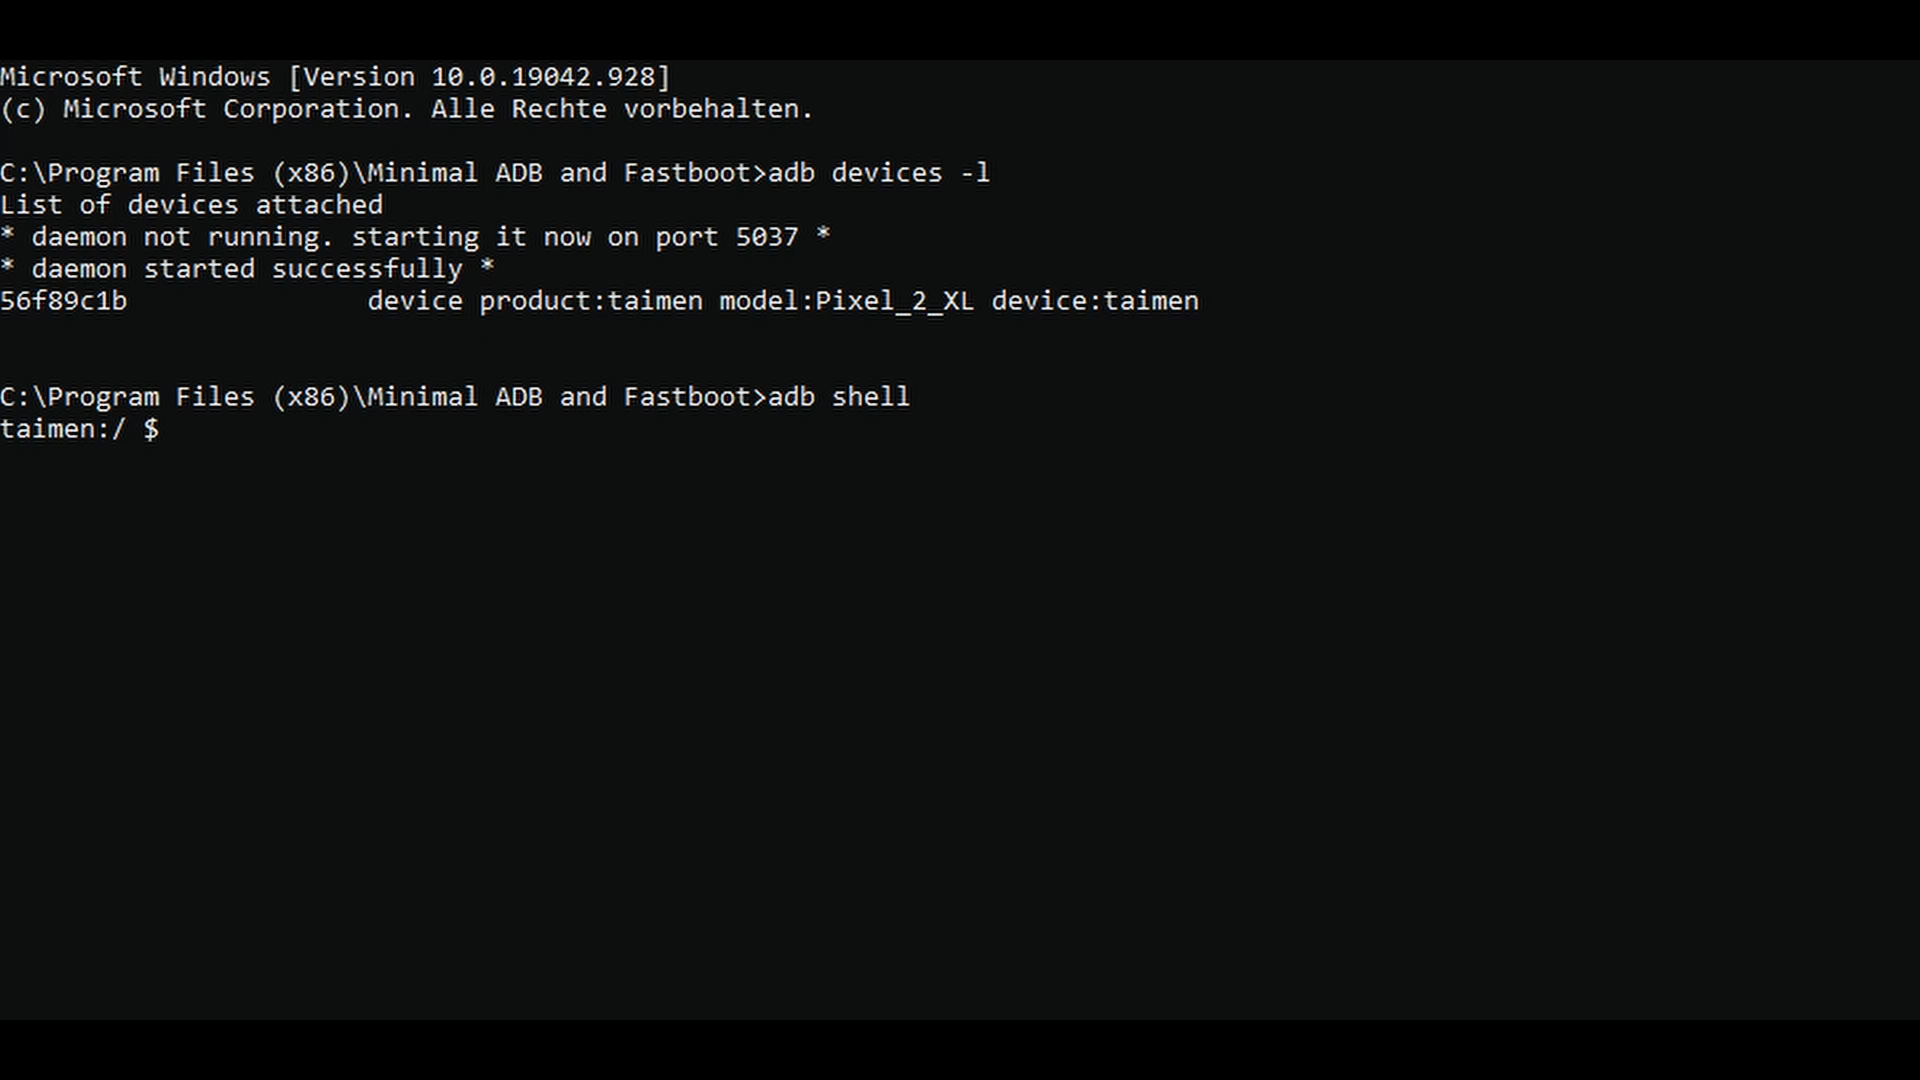 Microsoft Windows [Version 10.0.19042.928]
(c) Microsoft Corporation. Alle Rechte vorbehalten.
C:\Program Files (x86)\Minimal ADB and Fastboot>adb devices -l
List of devices attached
* daemon not running. starting it now on port 5037 *
* daemon started successfully *
56f89c1b               device product:taimen model:Pixel_2_XL device:taimen
C:\Program Files (x86)\Minimal ADB and Fastboot>adb shell
taimen:/ $